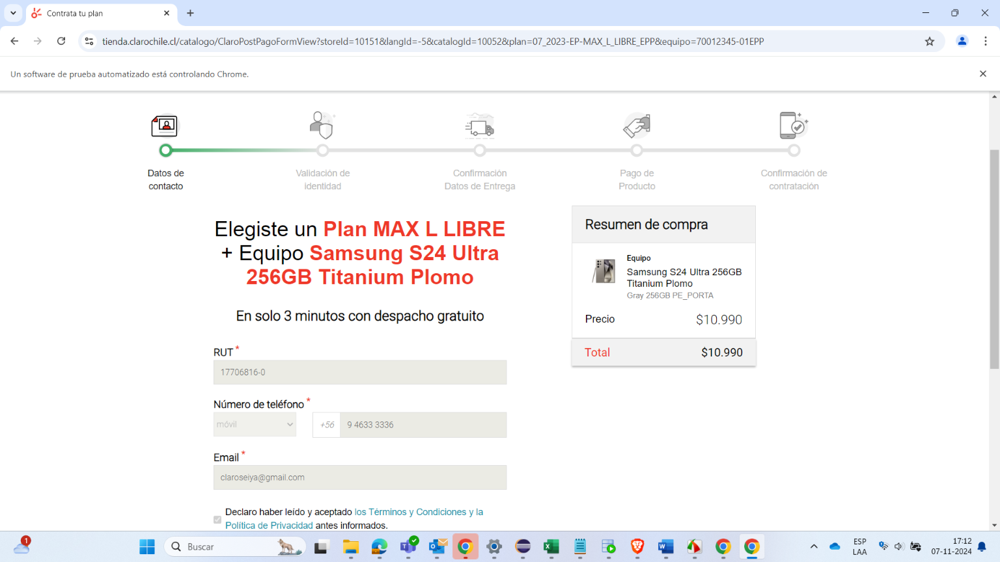 Contrata tu plan
tienda.clarochile.cl/catalogo/ClaroPostPagoFormView?storeId=10151&langId=-5&catalogId=10052&plan=07_2023-EP-MAX_L_LIBRE_EPP&equipo=70012345-01EPP
Un software de prueba automatizado está controlando Chrome.
Datos de
contacto
Validación de
identidad
Confirmación
Datos de Entrega
Pago de
Producto
Confirmación de
contratación
Elegiste un Plan MAX L LIBRE
+ Equipo Samsung S24 Ultra
256GB Titanium Plomo
En solo 3 minutos con despacho gratuito
RUT *
17706816-0
Número de teléfono *
móvil
+56
9 4633 3336
Email *
claroseiya@gmail.com
Declaro haber leído y aceptado los Términos y Condiciones y la
Política de Privacidad antes informados.
Resumen de compra
Equipo
Samsung S24 Ultra 256GB
Titanium Plomo
Gray 256GB PE_PORTA
Precio $10.990
Total $10.990
1
Buscar
ESP
LAA
17:12
07-11-2024